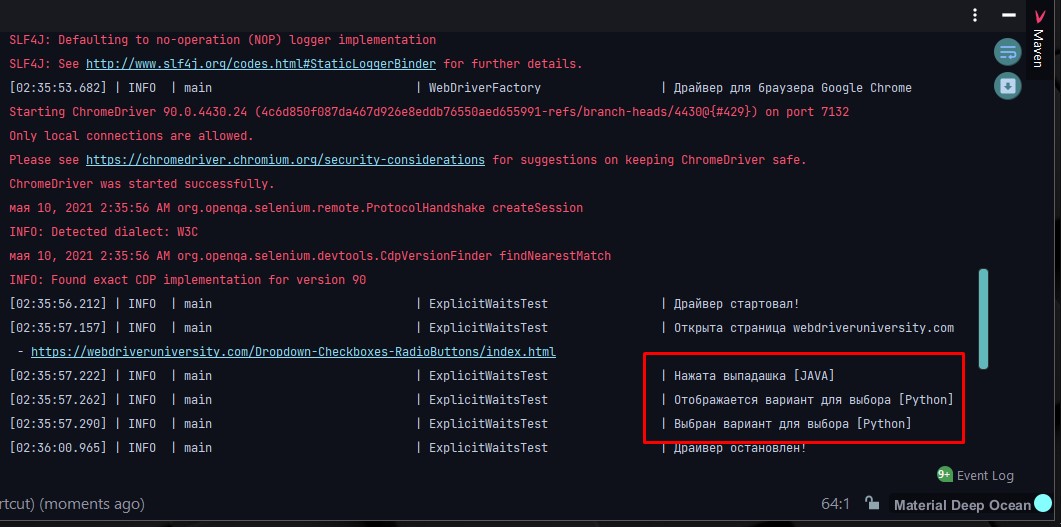 Maven
SLF4J: Defaulting to no-operation (NOP) logger implementation
SLF4J: See http://www.slf4j.org/codes.html#StaticLoggerBinder for further details.
[02:35:53.682] | INFO | main | WebDriverFactory | Драйвер для браузера Google Chrome
Starting ChromeDriver 90.0.4430.24 (4c6d850f087da467d926e8eddb76550aed655991-refs/branch-heads/4430@{#429}) on port 7132
Only local connections are allowed.
Please see https://chromedriver.chromium.org/security-considerations for suggestions on keeping ChromeDriver safe.
ChromeDriver was started successfully.
мая 10, 2021 2:35:56 AM org.openqa.selenium.remote.ProtocolHandshake createSession
INFO: Detected dialect: W3C
мая 10, 2021 2:35:56 AM org.openqa.selenium.devtools.CdpVersionFinder findNearestMatch
INFO: Found exact CDP implementation for version 90
[02:35:56.212] | INFO | main | ExplicitWaitsTest | Драйвер стартовал!
[02:35:57.157] | INFO | main | ExplicitWaitsTest | Открыта страница webdriveruniversity.com
- https://webdriveruniversity.com/Dropdown-Checkboxes-RadioButtons/index.html
[02:35:57.222] | INFO | main | ExplicitWaitsTest | Нажата выпадашка [JAVA]
[02:35:57.262] | INFO | main | ExplicitWaitsTest | Отображается вариант для выбора [Python]
[02:35:57.290] | INFO | main | ExplicitWaitsTest | Выбран вариант для выбора [Python]
[02:36:00.965] | INFO | main | ExplicitWaitsTest | Драйвер остановлен!
9+ Event Log
rtcut) (moments ago) 64:1 Material Deep Ocean